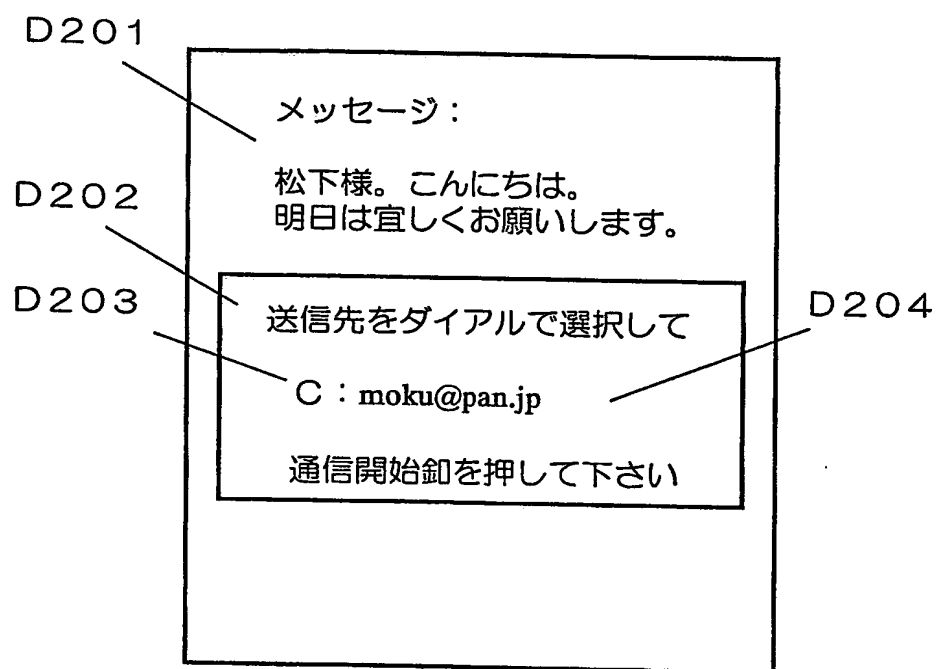 D201
メッセージ：
松下様。こんにちは。
明日は宜しくお願いします。
D202
D203
D204
送信先をダイアルで選択して
C：moku@pan.jp
通信開始釦を押して下さい